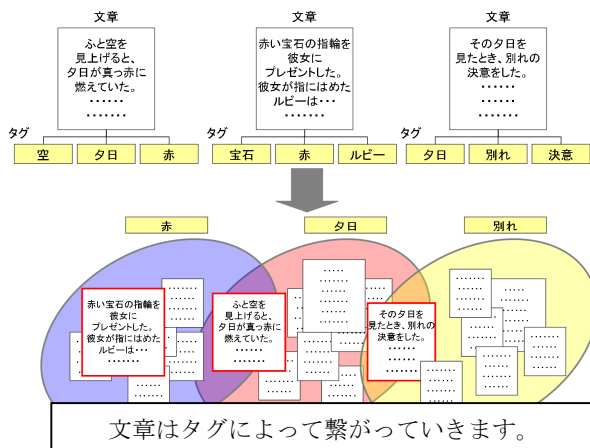 文章
ふと空を
見上げると、
夕日が真っ赤に
燃えていた。
・・・・・・
・・・・・・・
タグ
空
夕日
赤
文章
赤い宝石の指輪を
彼女に
プレゼントした。
彼女が指にはめた
ルビーは・・・
・・・・・・・
タグ
宝石
赤
ルビー
文章
その夕日を
見たとき、別れの
決意をした。
・・・・・・
・・・・・・
・・・・・・・
タグ
夕日
別れ
決意
赤
夕日
別れ
赤い宝石の指輪を
彼女に
プレゼントした。
彼女が指にはめた
ルビーは・・・
ふと空を
見上げると、
夕日が真っ赤に
燃えていた。
・・・・・・
・・・・・・・
その夕日を
見たとき、別れの
決意をした。
・・・・・・
・・・・・・
・・・・・・・
文章はタグによって繋がっていきます。